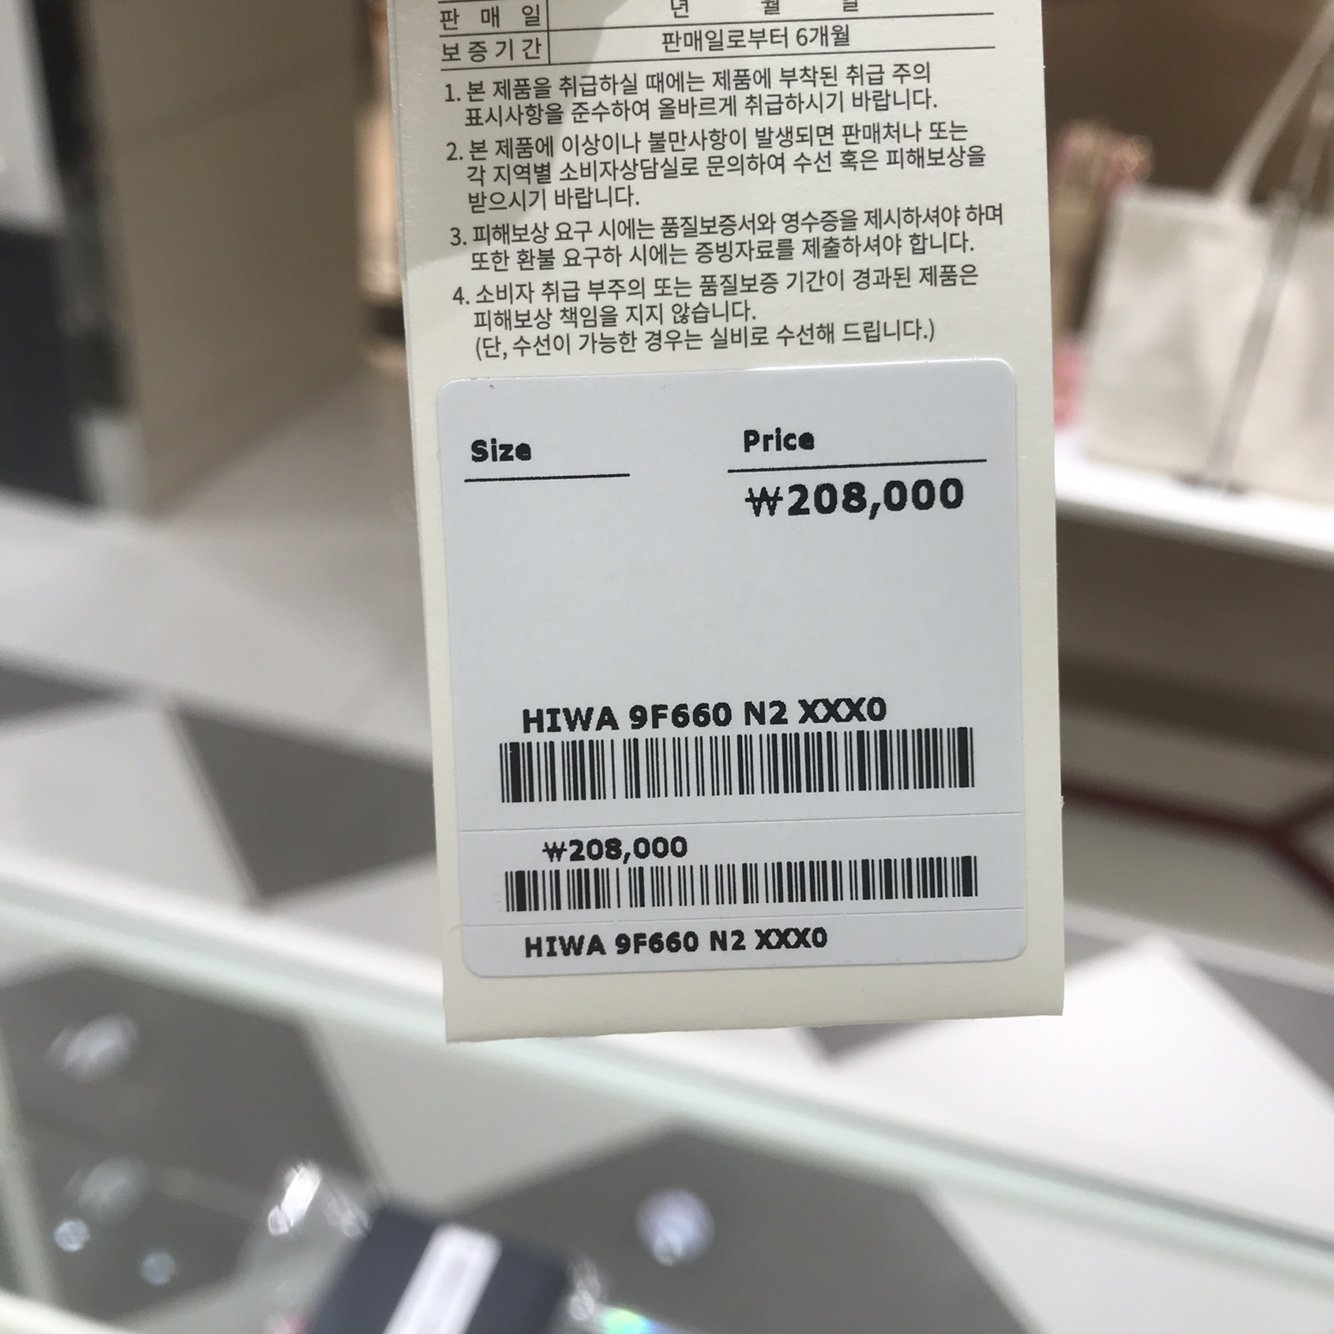 판 매 일 년 월 일
보증기간 판매일로부터 6개월
1. 본 제품을 취급하실 때에는 제품에 부착된 취급 주의
표시사항을 준수하여 올바르게 취급하시기 바랍니다.
2. 본 제품에 이상이나 불만사항이 발생되면 판매처나 또는
각 지역별 소비자상담실로 문의하여 수선 혹은 피해보상을
받으시기 바랍니다.
3. 피해보상 요구 시에는 품질보증서와 영수증을 제시하셔야 하며
또한 환불 요구하 시에는 증빙자료를 제출하셔야 합니다.
4. 소비자 취급 부주의 또는 품질보증 기간이 경과된 제품은
피해보상 책임을 지지 않습니다.
(단, 수선이 가능한 경우는 실비로 수선해 드립니다.)
Size Price
₩208,000
HIWA 9F660 N2 XXX0
₩208,000
HIWA 9F660 N2 XXX0